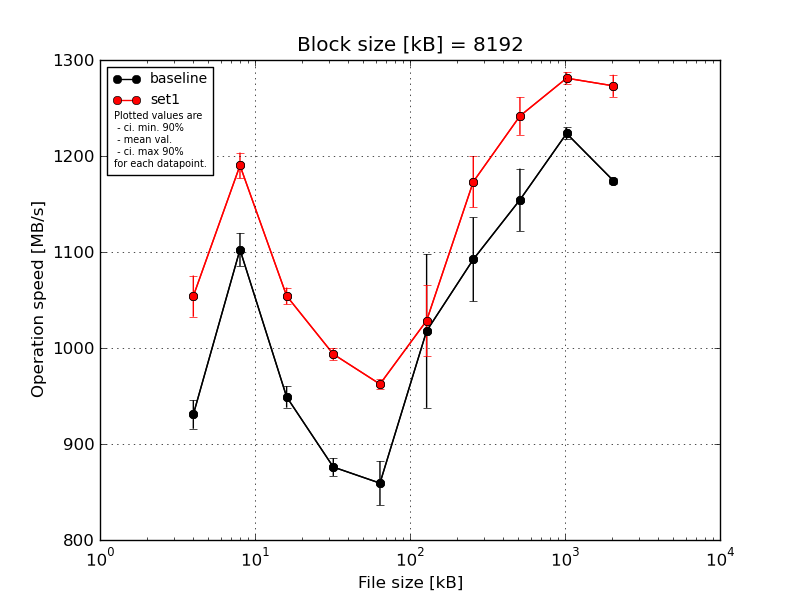 Block size [kB] = 8192
1300
1200
1100
1000
900
800
Operation speed [MB/s]
baseline
set1
Plotted values are
- ci. min. 90%
- mean val.
- ci. max 90%
for each datapoint.
10^0 10^1 10^2 10^3 10^4
File size [kB]